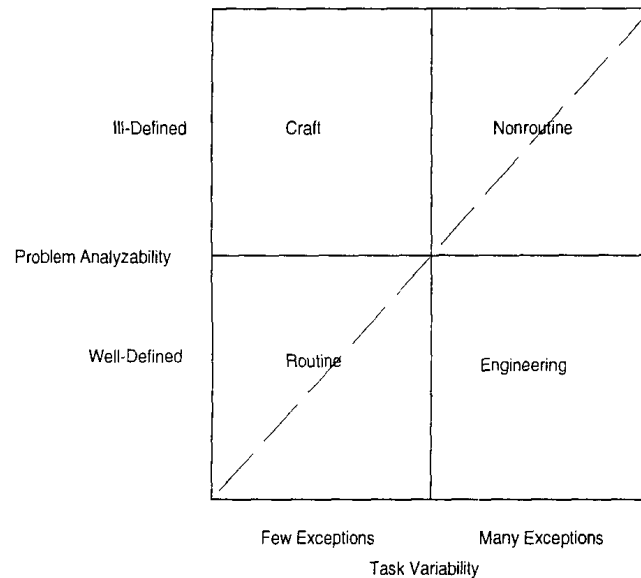 Ill-Defined
Craft
Nonroutine
Problem Analyzability
Well-Defined
Routine
Engineering
Few Exceptions
Many Exceptions
Task Variability